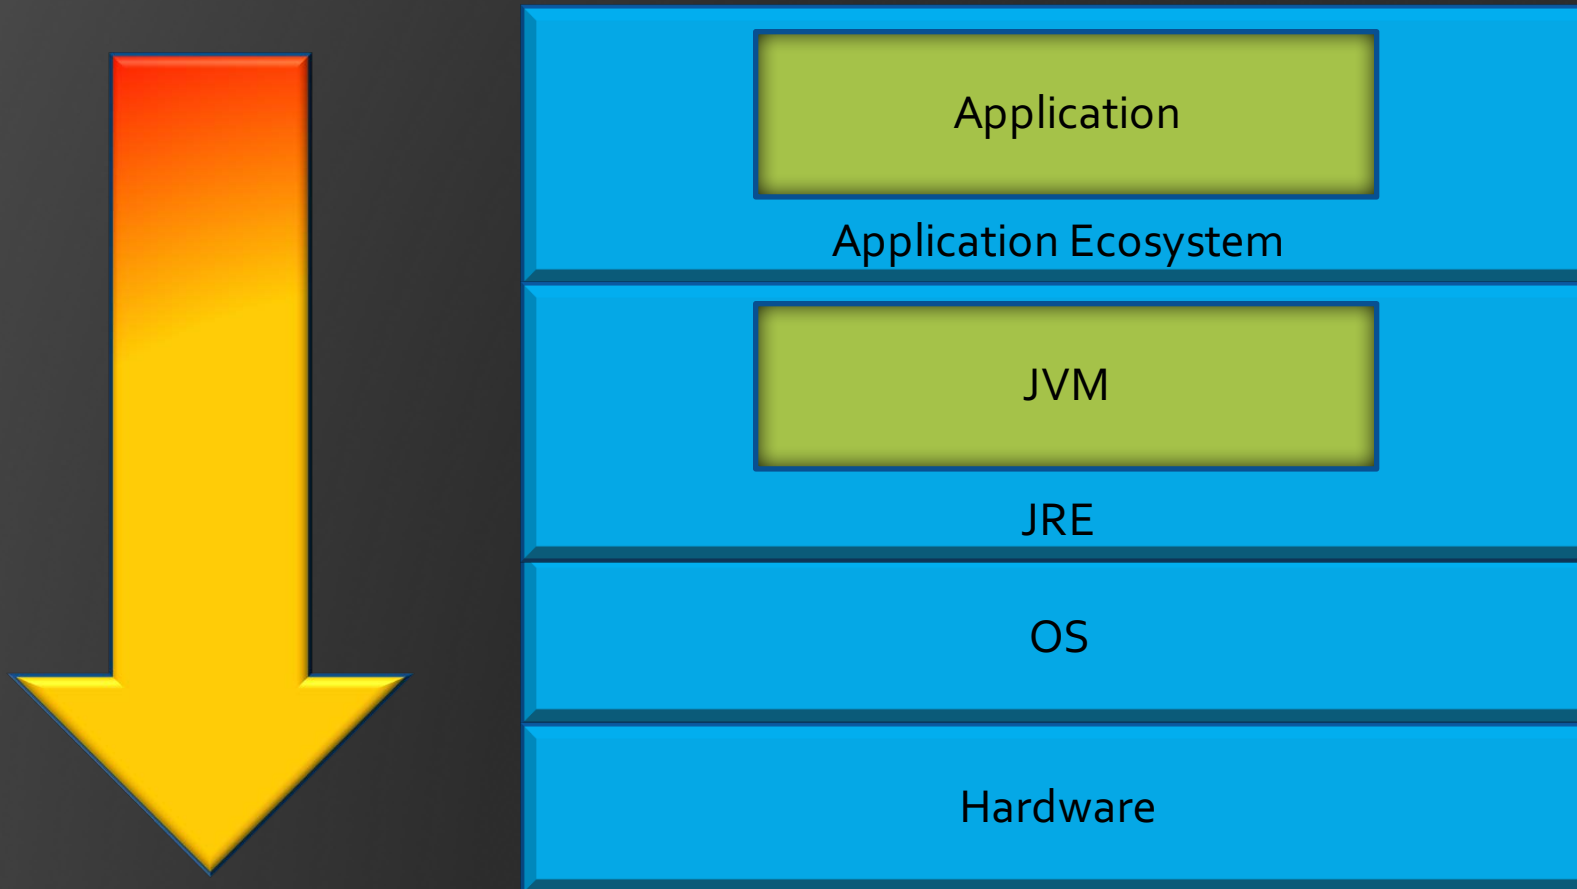 Application
Application Ecosystem
JVM
JRE
OS
Hardware